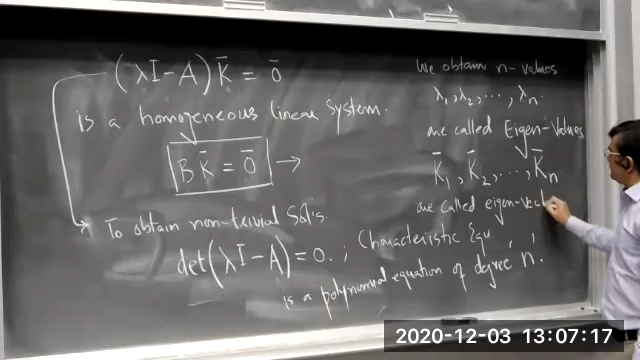 (λI-A)K̄ = ō
is a homogeneous linear system.
BK̄ = ō →
To obtain non-trivial Sol's.
det(λI-A) = 0. ; Characteristic Equ.
is a polynomial equation of degree 'n'.
We obtain n-values
λ₁, λ₂, ..., λn.
are called Eigen-Values
K̄₁, K̄₂, ..., K̄n
are called eigen-Vect
2020-12-03 13:07:17